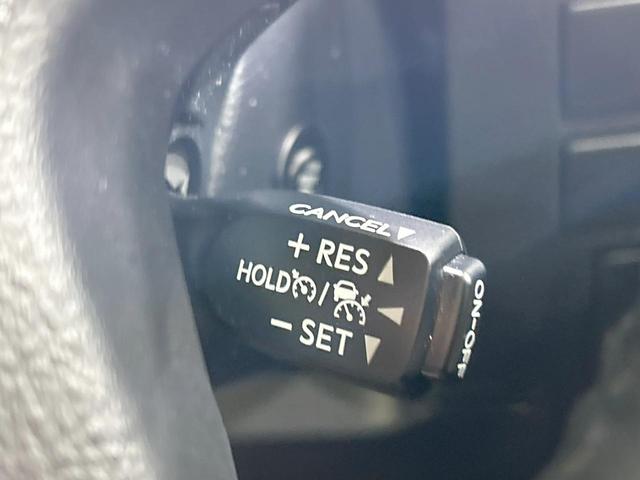 CANCEL
+ RES
HOLD /
- SET
ON-OFF